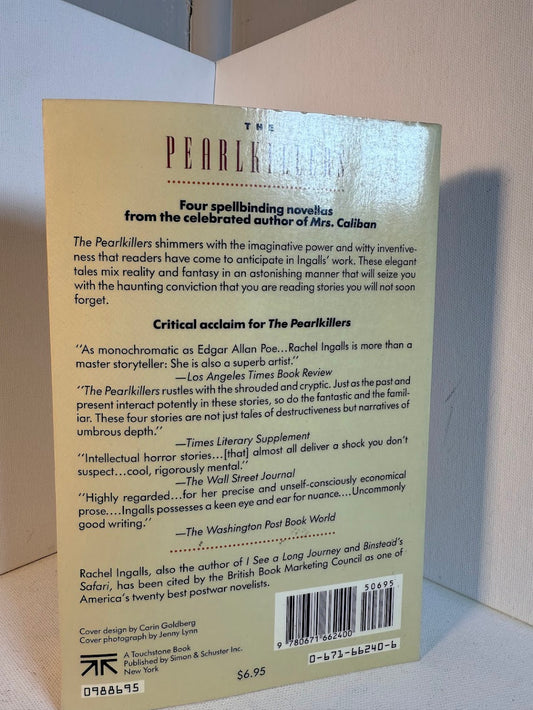 THE
PEARLKILLERS
Four spellbinding novellas
from the celebrated author of Mrs. Caliban
The Pearlkillers shimmers with the imaginative power and witty inventive-
ness that readers have come to anticipate in Ingalls' work. These elegant
tales mix reality and fantasy in an astonishing manner that will seize you
with the haunting conviction that you are reading stories you will not soon
forget.
Critical acclaim for The Pearlkillers
"As monochromatic as Edgar Allan Poe...Rachel Ingalls is more than a
master storyteller: She is also a superb artist."
—Los Angeles Times Book Review
"The Pearlkillers rustles with the shrouded and cryptic. Just as the past and
present interact potently in these stories, so do the fantastic and the famil-
iar. These four stories are not just tales of destructiveness but narratives of
umbrous depth."
—Times Literary Supplement
"Intellectual horror stories...[that] almost all deliver a shock you don't
suspect...cool, rigorously mental."
—The Wall Street Journal
"Highly regarded...for her precise and unself-consciously economical
prose....Ingalls possesses a keen eye and ear for nuance....Uncommonly
good writing."
—The Washington Post Book World
Rachel Ingalls, also the author of I See a Long Journey and Binstead's
Safari, has been cited by the British Book Marketing Council as one of
America's twenty best postwar novelists.
Cover design by Carin Goldberg
Cover photograph by Jenny Lynn
A Touchstone Book
Published by Simon & Schuster Inc.
New York
0988695
$6.95
50695
9 780671 662400
0-671-66240-6